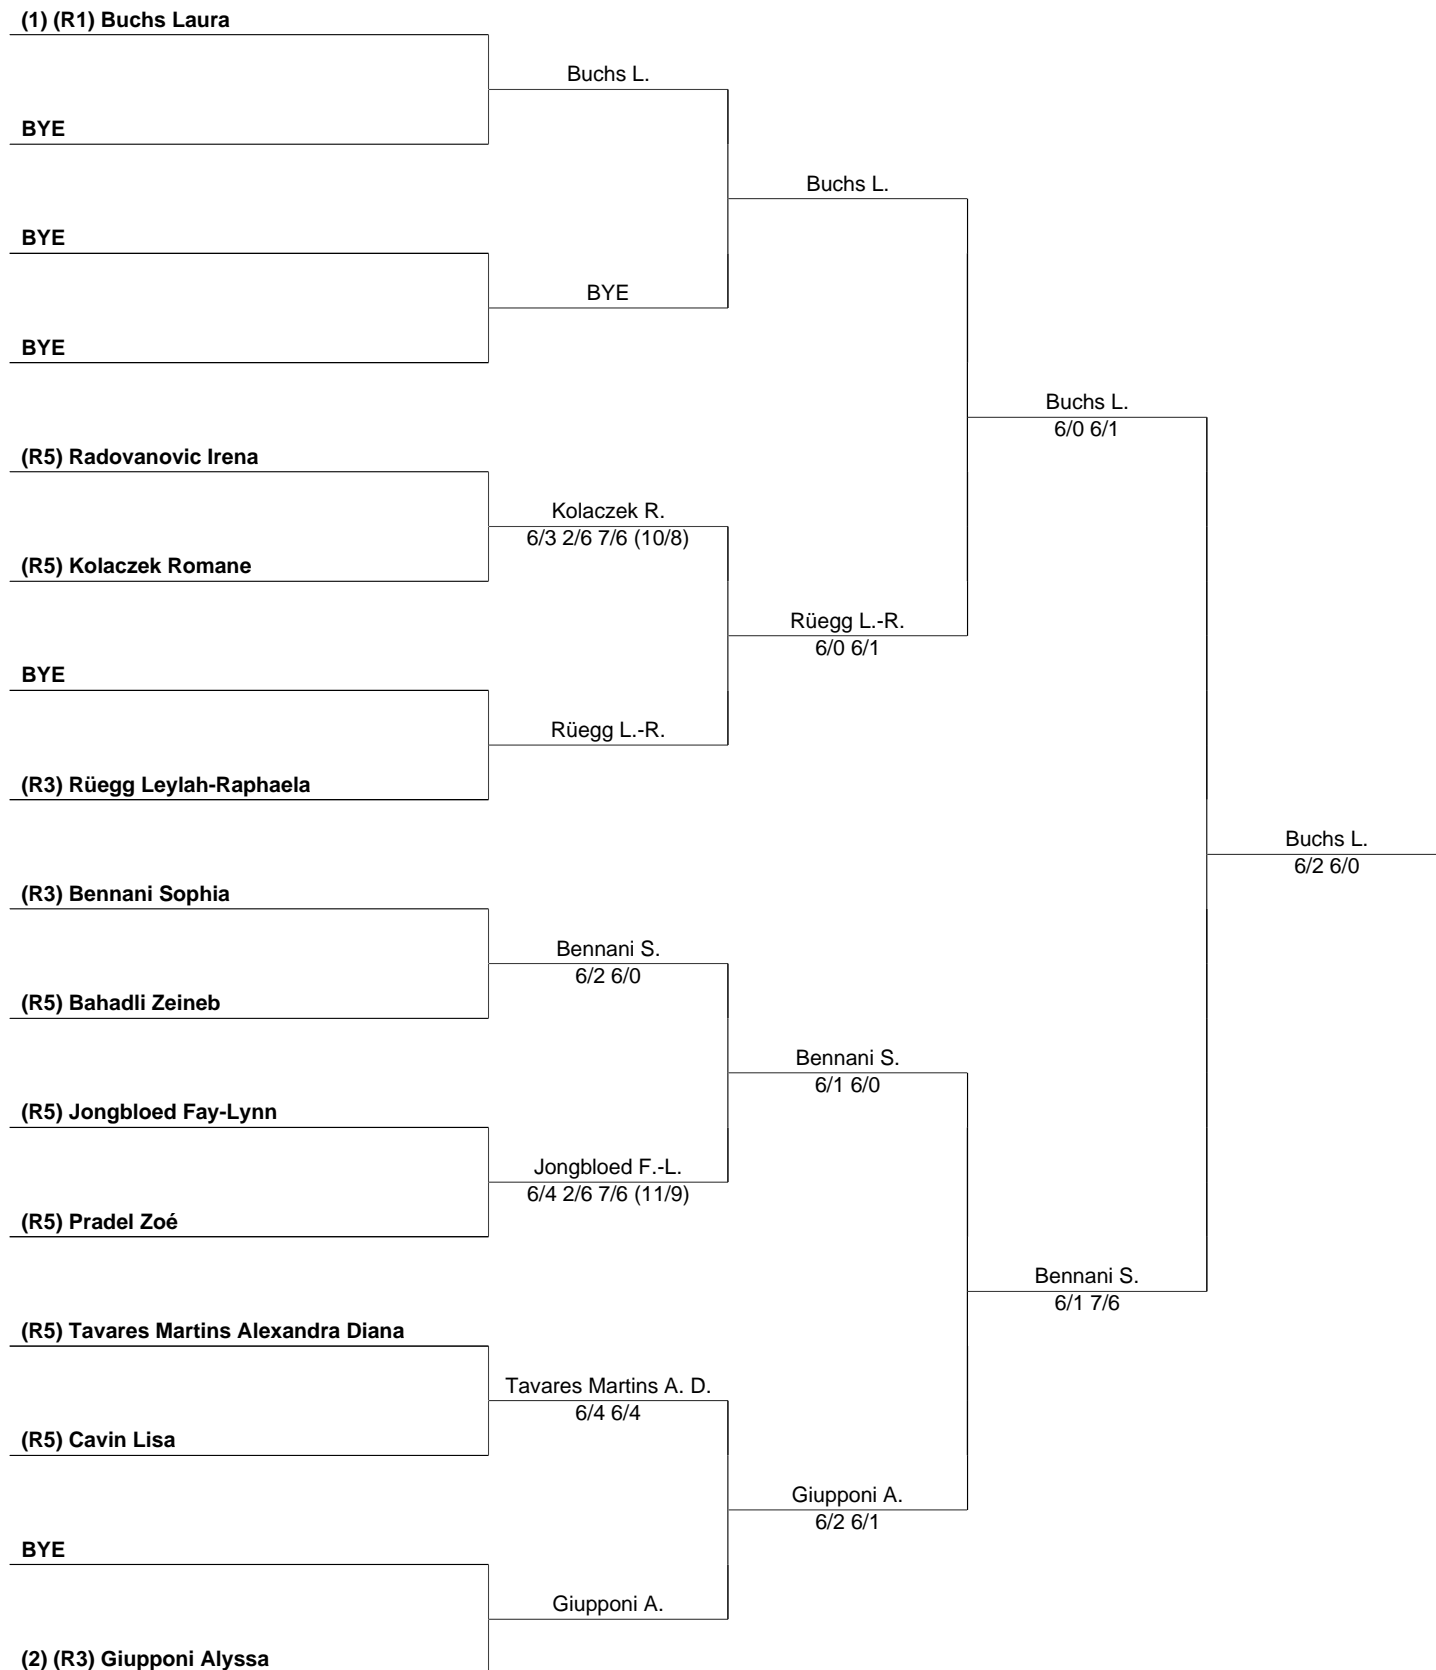 (1) (R1) Buchs Laura
Buchs L.
BYE
Buchs L.
BYE
BYE
BYE
Buchs L.
6/0 6/1
(R5) Radovanovic Irena
Kolaczek R.
6/3 2/6 7/6 (10/8)
(R5) Kolaczek Romane
Rüegg L.-R.
6/0 6/1
BYE
Rüegg L.-R.
(R3) Rüegg Leylah-Raphaela
Buchs L.
6/2 6/0
(R3) Bennani Sophia
Bennani S.
6/2 6/0
(R5) Bahadli Zeineb
Bennani S.
6/1 6/0
(R5) Jongbloed Fay-Lynn
Jongbloed F.-L.
6/4 2/6 7/6 (11/9)
(R5) Pradel Zoé
Bennani S.
6/1 7/6
(R5) Tavares Martins Alexandra Diana
Tavares Martins A. D.
6/4 6/4
(R5) Cavin Lisa
Giupponi A.
6/2 6/1
BYE
Giupponi A.
(2) (R3) Giupponi Alyssa